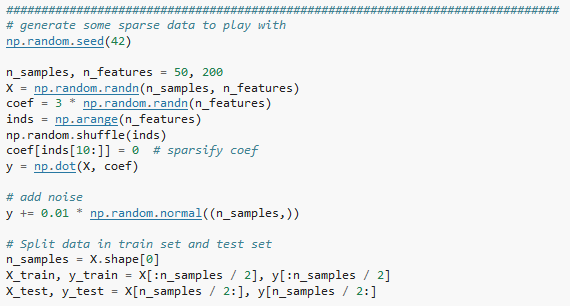 ###############################################################################
# generate some sparse data to play with
np.random.seed(42)
n_samples, n_features = 50, 200
X = np.random.randn(n_samples, n_features)
coef = 3 * np.random.randn(n_features)
inds = np.arange(n_features)
np.random.shuffle(inds)
coef[inds[10:]] = 0  # sparsify coef
y = np.dot(X, coef)
# add noise
y += 0.01 * np.random.normal((n_samples,))
# Split data in train set and test set
n_samples = X.shape[0]
X_train, y_train = X[:n_samples / 2], y[:n_samples / 2]
X_test, y_test = X[n_samples / 2:], y[n_samples / 2:]